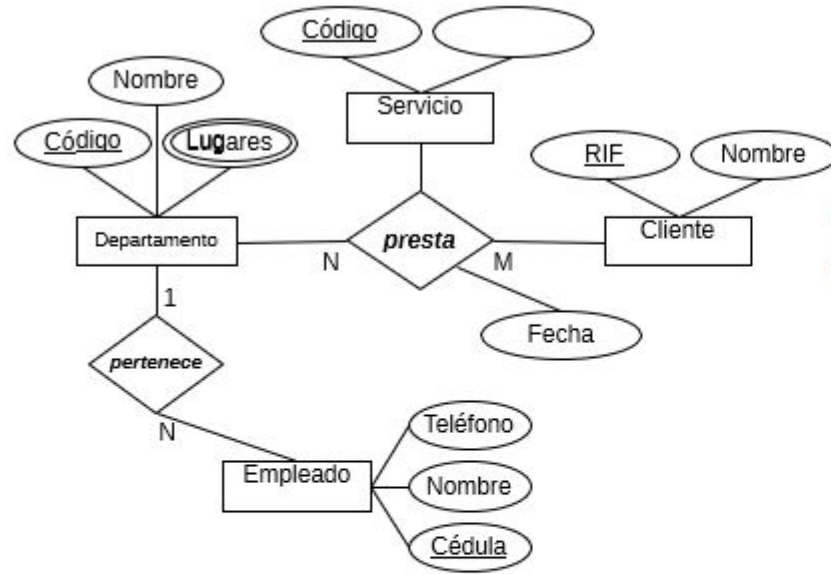 Código
Servicio
Nombre
Código
Lugares
RIF
Nombre
Departamento
N
presta
M
Cliente
Fecha
1
pertenece
N
Empleado
Teléfono
Nombre
Cédula